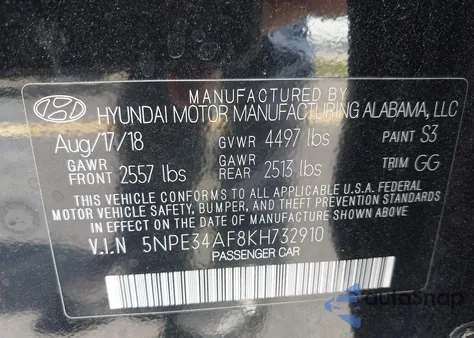 MANUFACTURED BY
HYUNDAI MOTOR MANUFACTURING ALABAMA, LLC
Aug/17/18 GVWR 4497 lbs PAINT S3
GAWR FRONT 2557 lbs GAWR REAR 2513 lbs TRIM GG
THIS VEHICLE CONFORMS TO ALL APPLICABLE U.S.A. FEDERAL
MOTOR VEHICLE SAFETY, BUMPER, AND THEFT PREVENTION STANDARDS
IN EFFECT ON THE DATE OF MANUFACTURE SHOWN ABOVE.
V.I.N 5NPE34AF8KH732910
PASSENGER CAR
AutoSnap